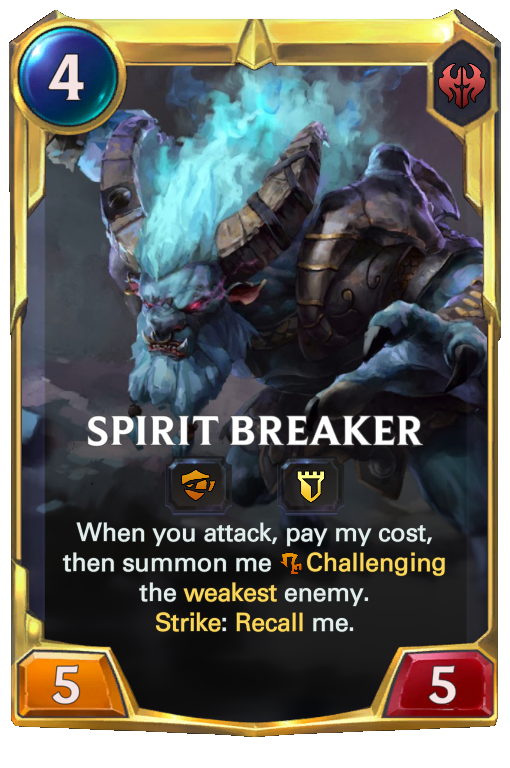 4
SPIRIT BREAKER
When you attack, pay my cost,
then summon me Challenging
the weakest enemy.
Strike: Recall me.
5 5